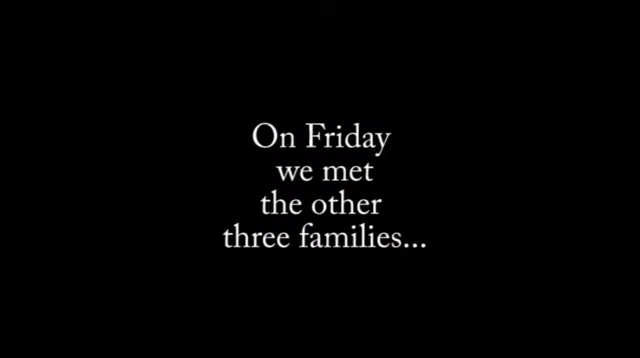 On Friday
we met
the other
three families...